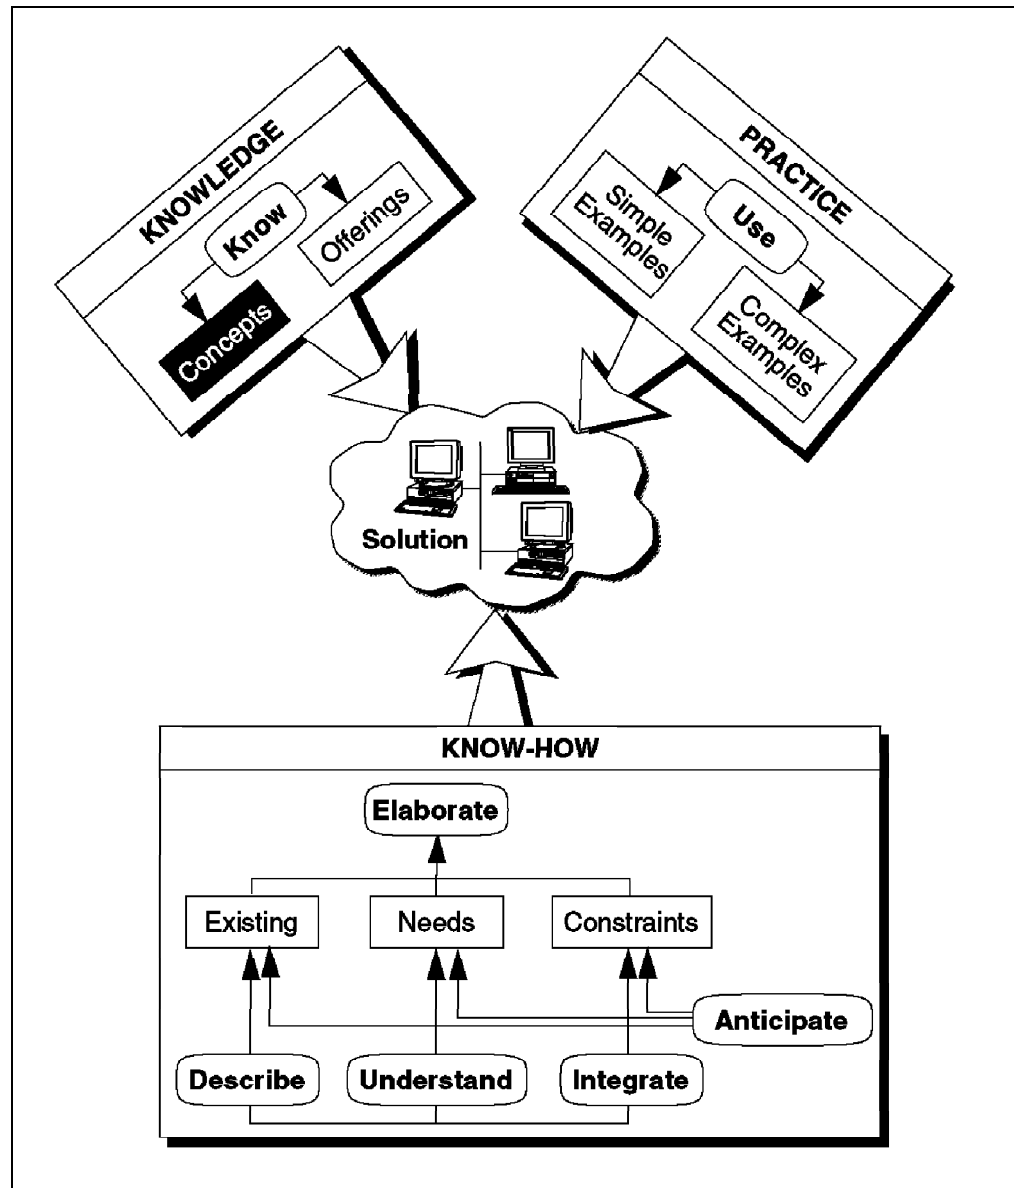 KNOWLEDGE
Know
Offerings
Concepts
PRACTICE
Simple
Examples
Use
Complex
Examples
Solution
KNOW-HOW
Elaborate
Existing
Needs
Constraints
Anticipate
Describe
Understand
Integrate